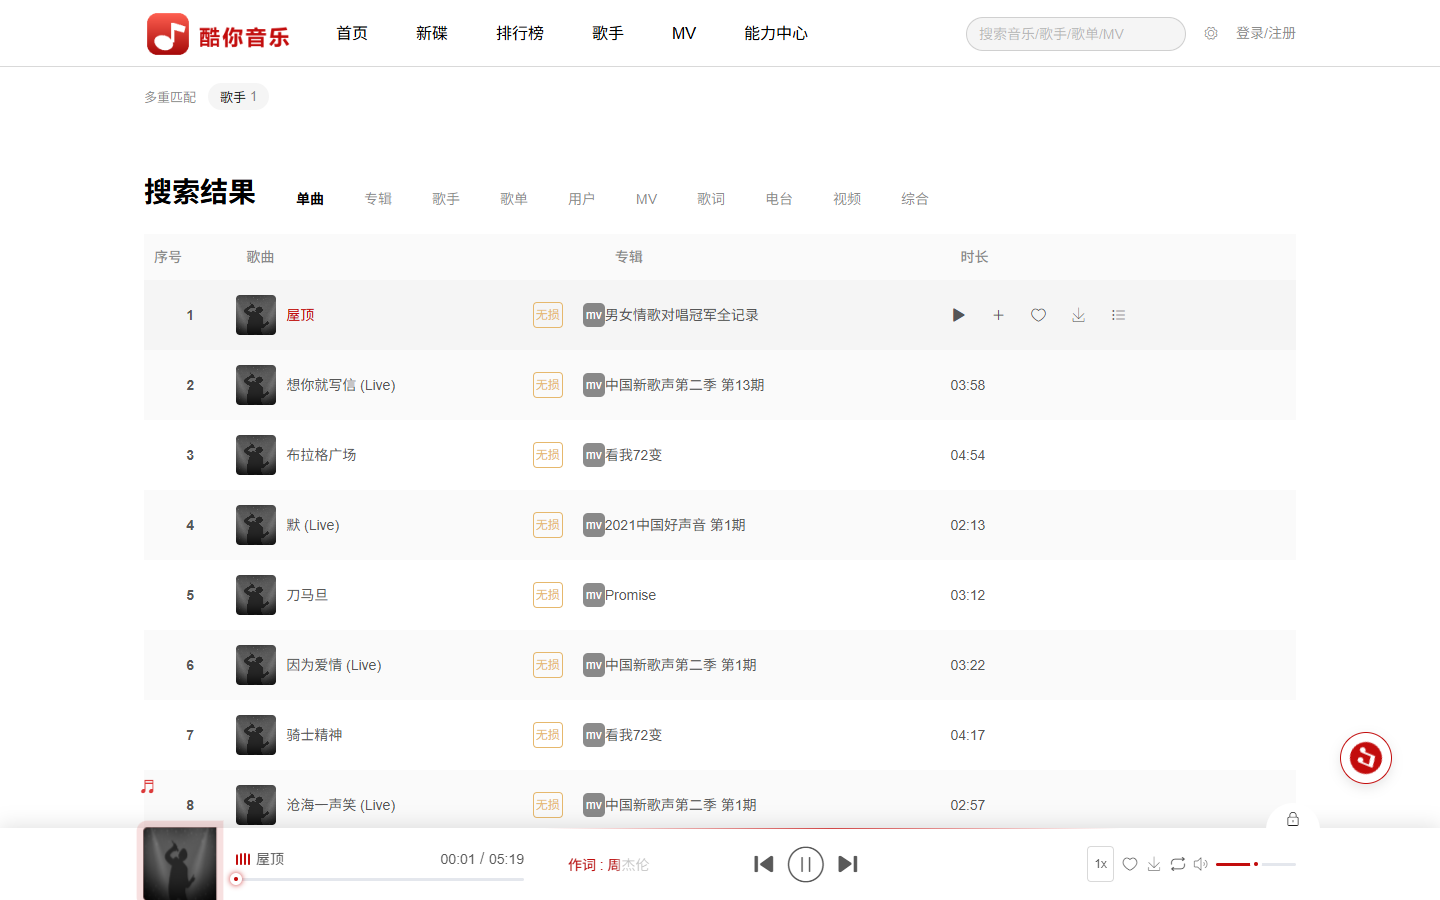 酷你音乐 首页 新碟 排行榜 歌手 MV 能力中心 搜索音乐/歌手/歌单/MV 登录/注册
多重匹配 歌手 1
搜索结果 单曲 专辑 歌手 歌单 用户 MV 歌词 电台 视频 综合
序号 歌曲 专辑 时长
1 屋顶 无损 mv 男女情歌对唱冠军全记录
2 想你就写信 (Live) 无损 mv 中国新歌声第二季 第13期 03:58
3 布拉格广场 无损 mv 看我72变 04:54
4 默 (Live) 无损 mv 2021中国好声音 第1期 02:13
5 刀马旦 无损 mv Promise 03:12
6 因为爱情 (Live) 无损 mv 中国新歌声第二季 第1期 03:22
7 骑士精神 无损 mv 看我72变 04:17
8 沧海一声笑 (Live) 无损 mv 中国新歌声第二季 第1期 02:57
屋顶 00:01 / 05:19 作词 : 周杰伦 1x